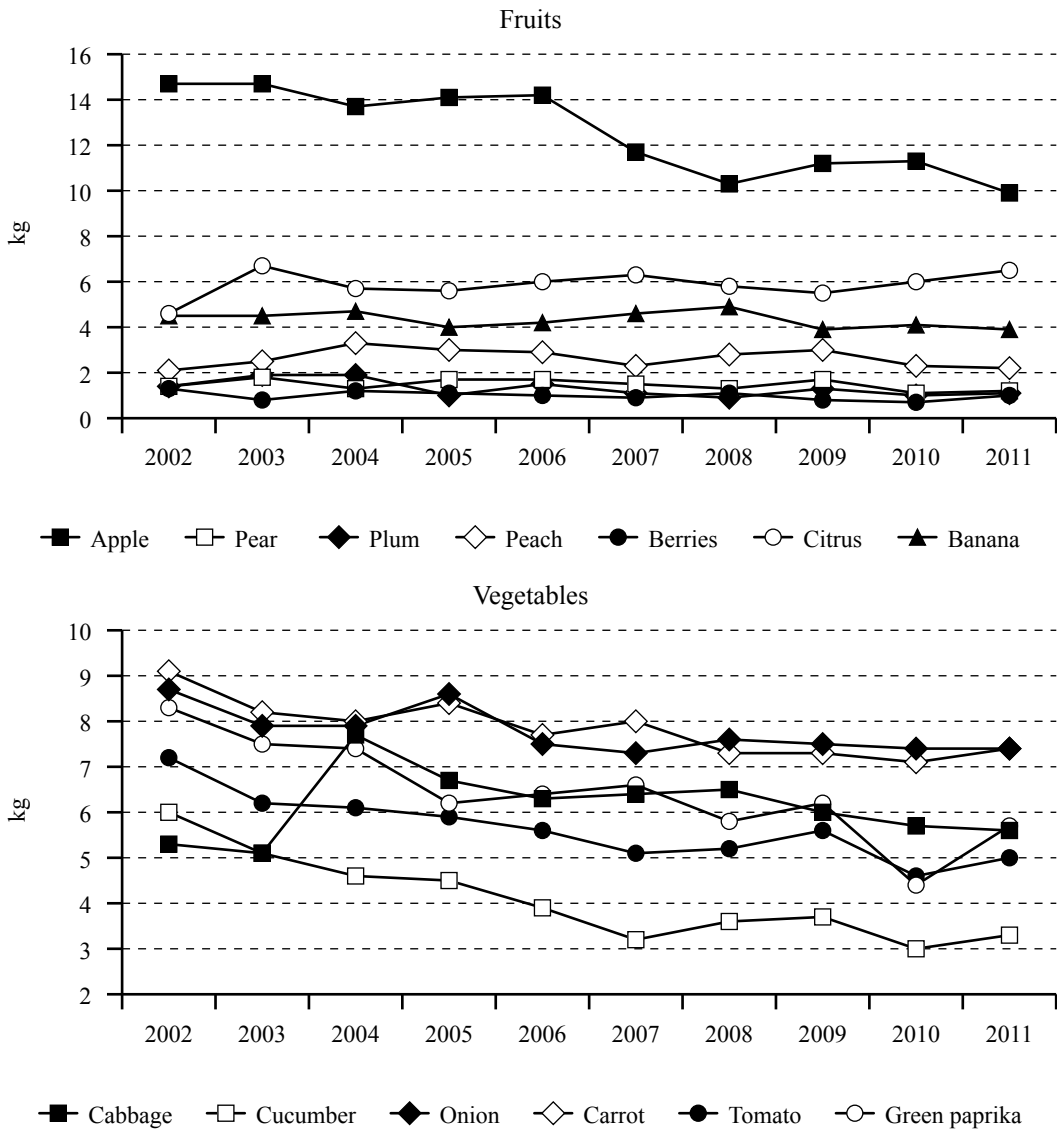 Fruits
16
14
12
10
8
6
4
2
0
kg
2002 2003 2004 2005 2006 2007 2008 2009 2010 2011
Apple Pear Plum Peach Berries Citrus Banana
Vegetables
10
9
8
7
6
5
4
3
2
kg
2002 2003 2004 2005 2006 2007 2008 2009 2010 2011
Cabbage Cucumber Onion Carrot Tomato Green paprika